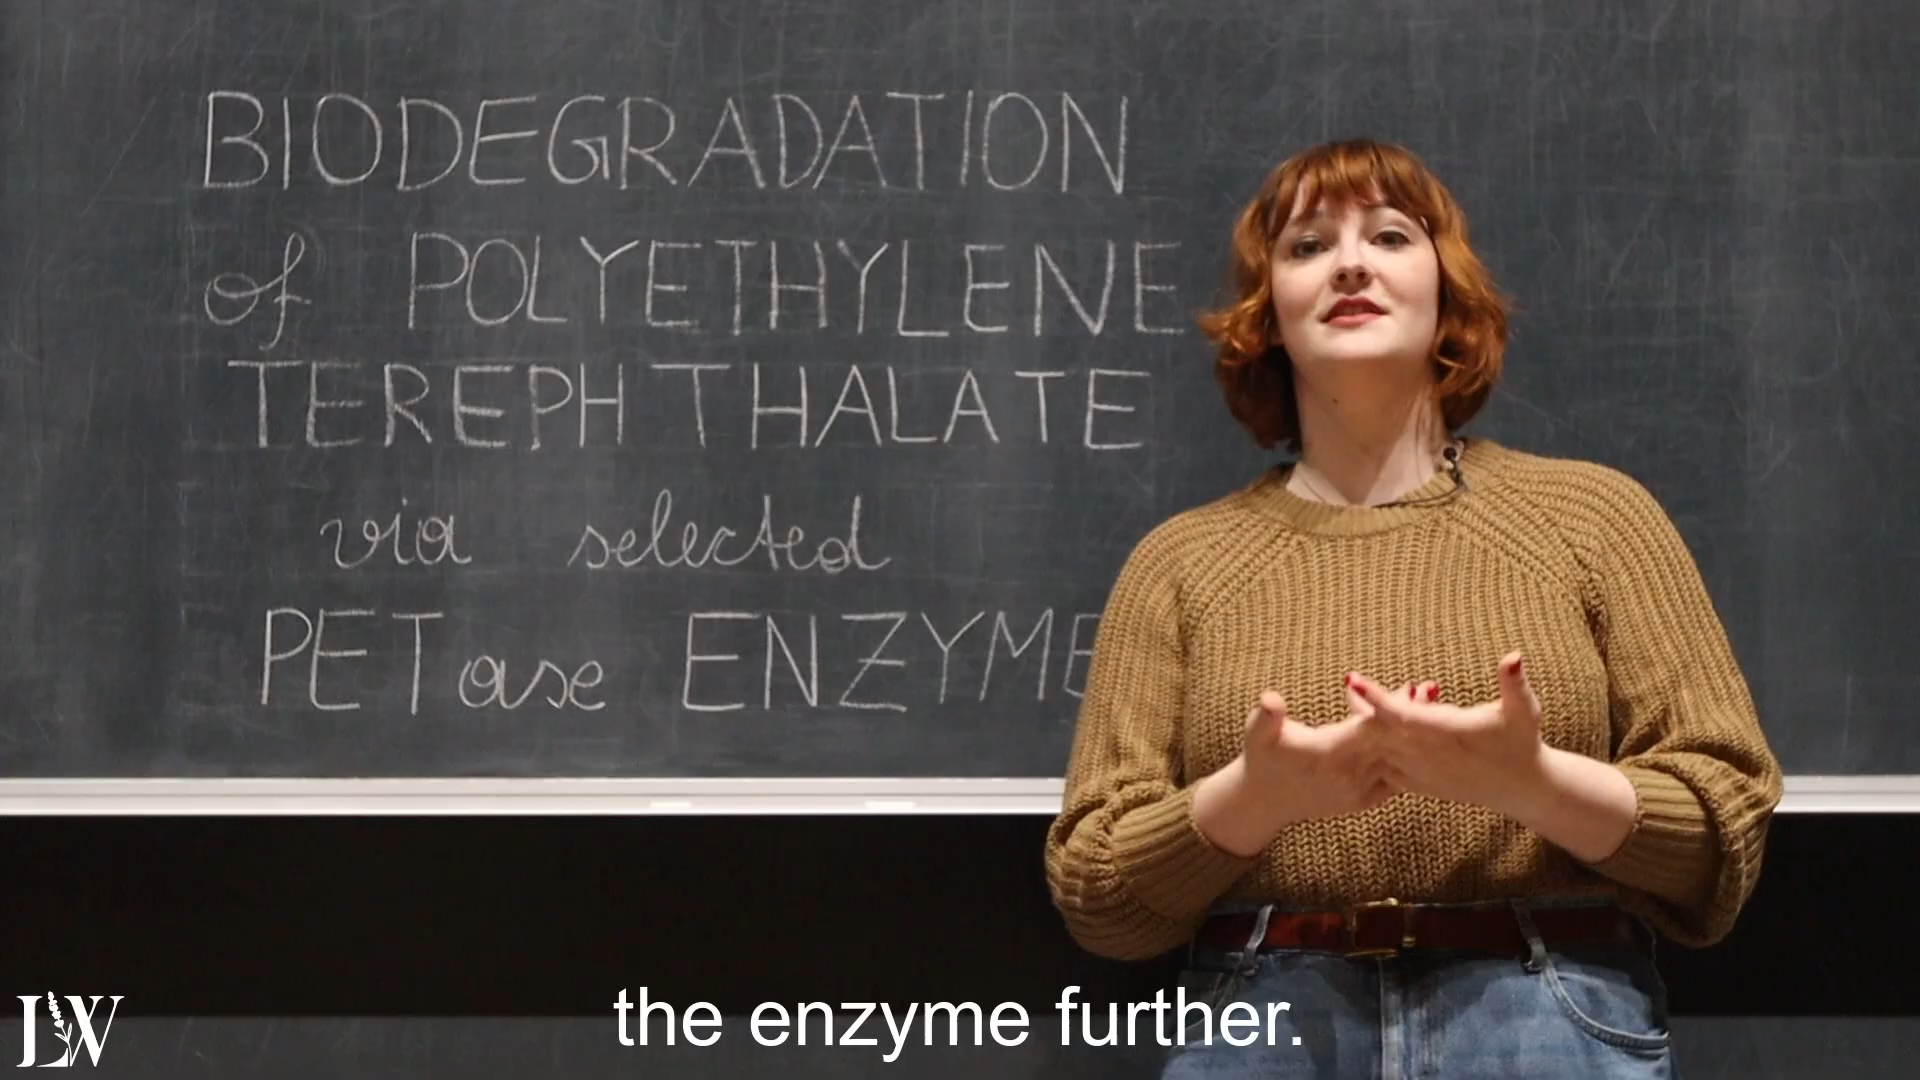 BIODEGRADATION
of POLYETHYLENE
TEREPHTHALATE
via selected
PETase ENZYME
the enzyme further.
LW